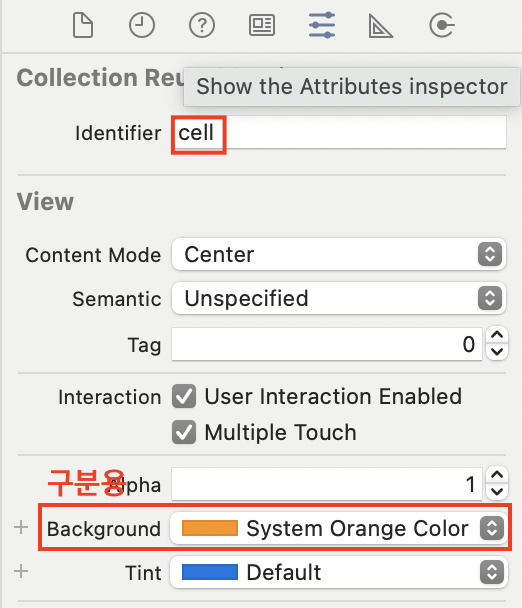 Collection Reu
Show the Attributes inspector
Identifier cell
View
Content Mode Center
Semantic Unspecified
Tag 0
Interaction User Interaction Enabled
Multiple Touch
구분용
Alpha 1
Background System Orange Color
Tint Default